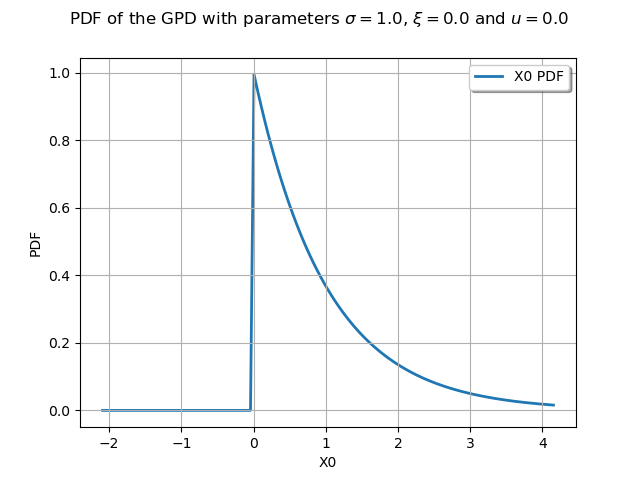 PDF of the GPD with parameters σ = 1.0, ξ = 0.0 and u = 0.0
X0 PDF
1.0
0.8
0.6
0.4
0.2
0.0
PDF
−2 −1 0 1 2 3 4
X0